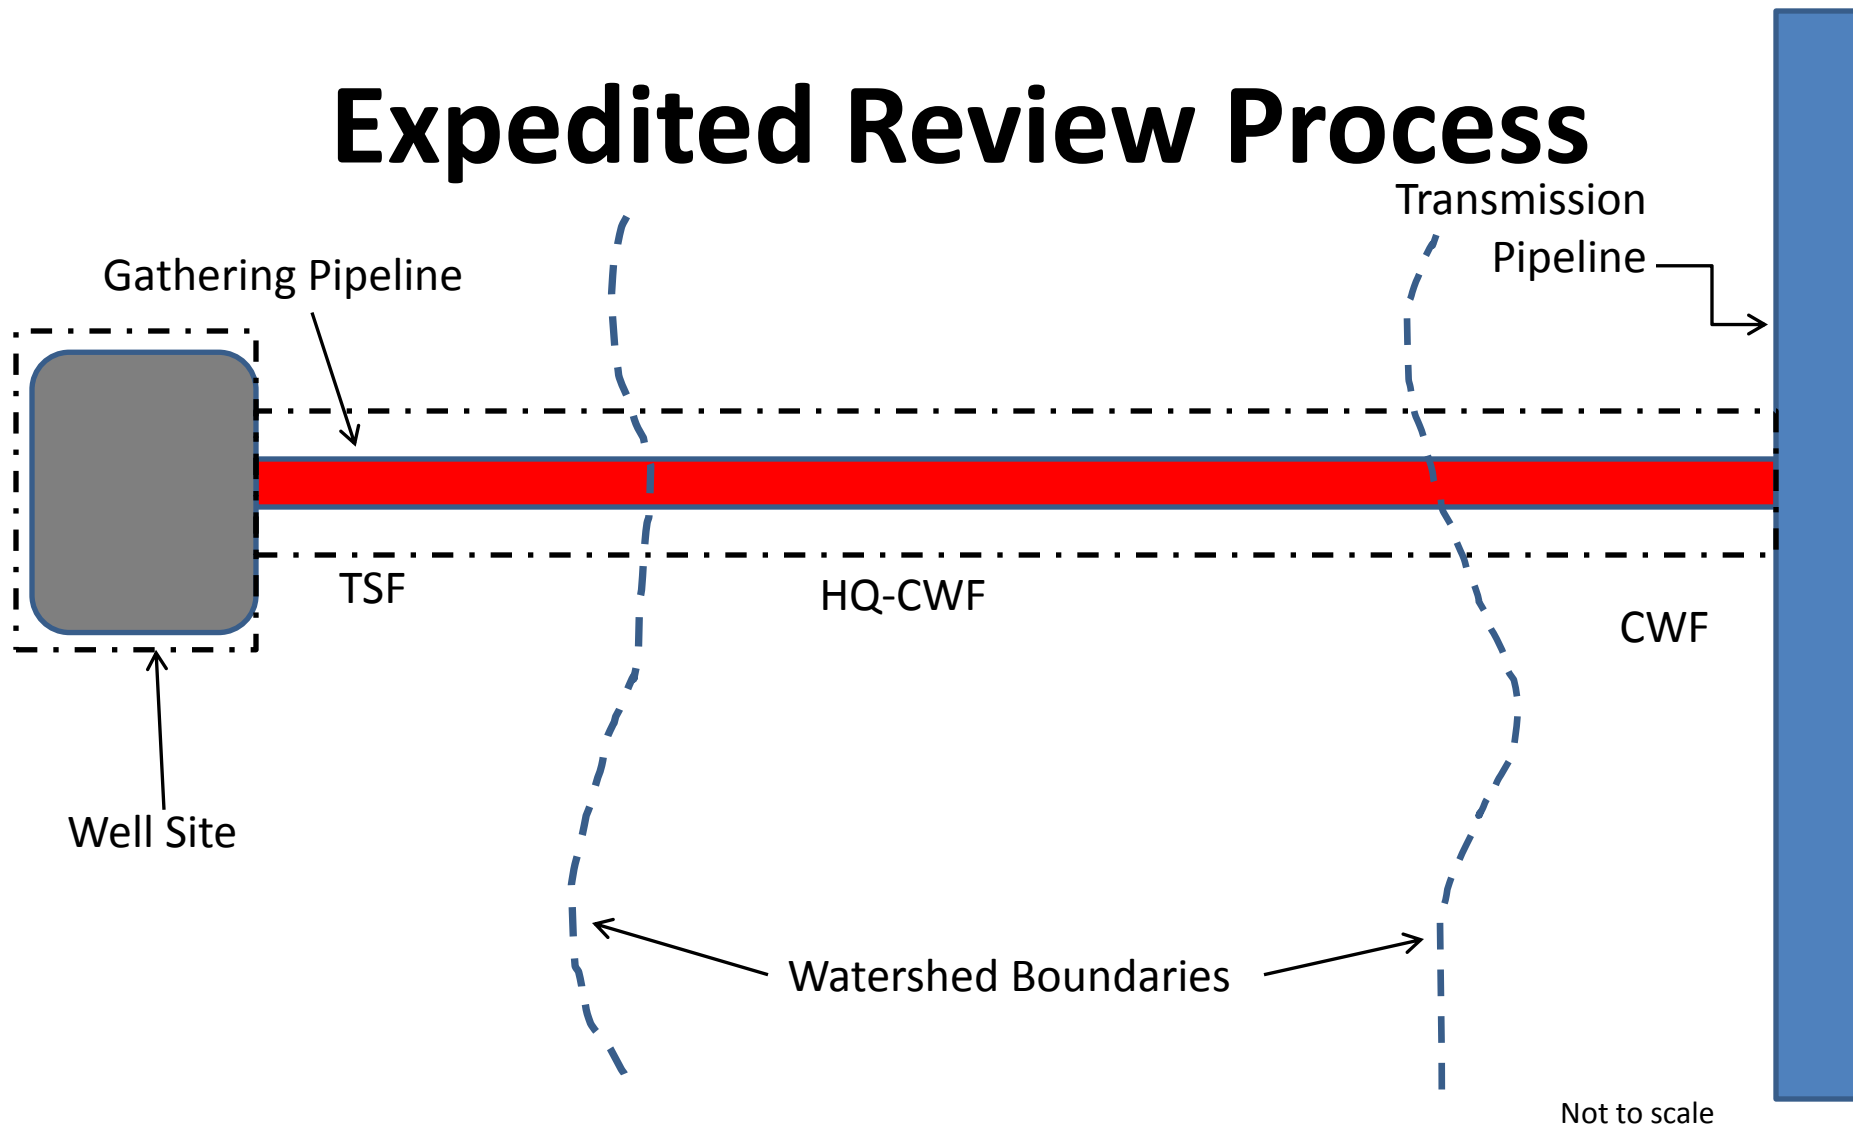 Expedited Review Process
Transmission
Pipeline
Gathering Pipeline
TSF
HQ-CWF
CWF
Well Site
Watershed Boundaries
Not to scale